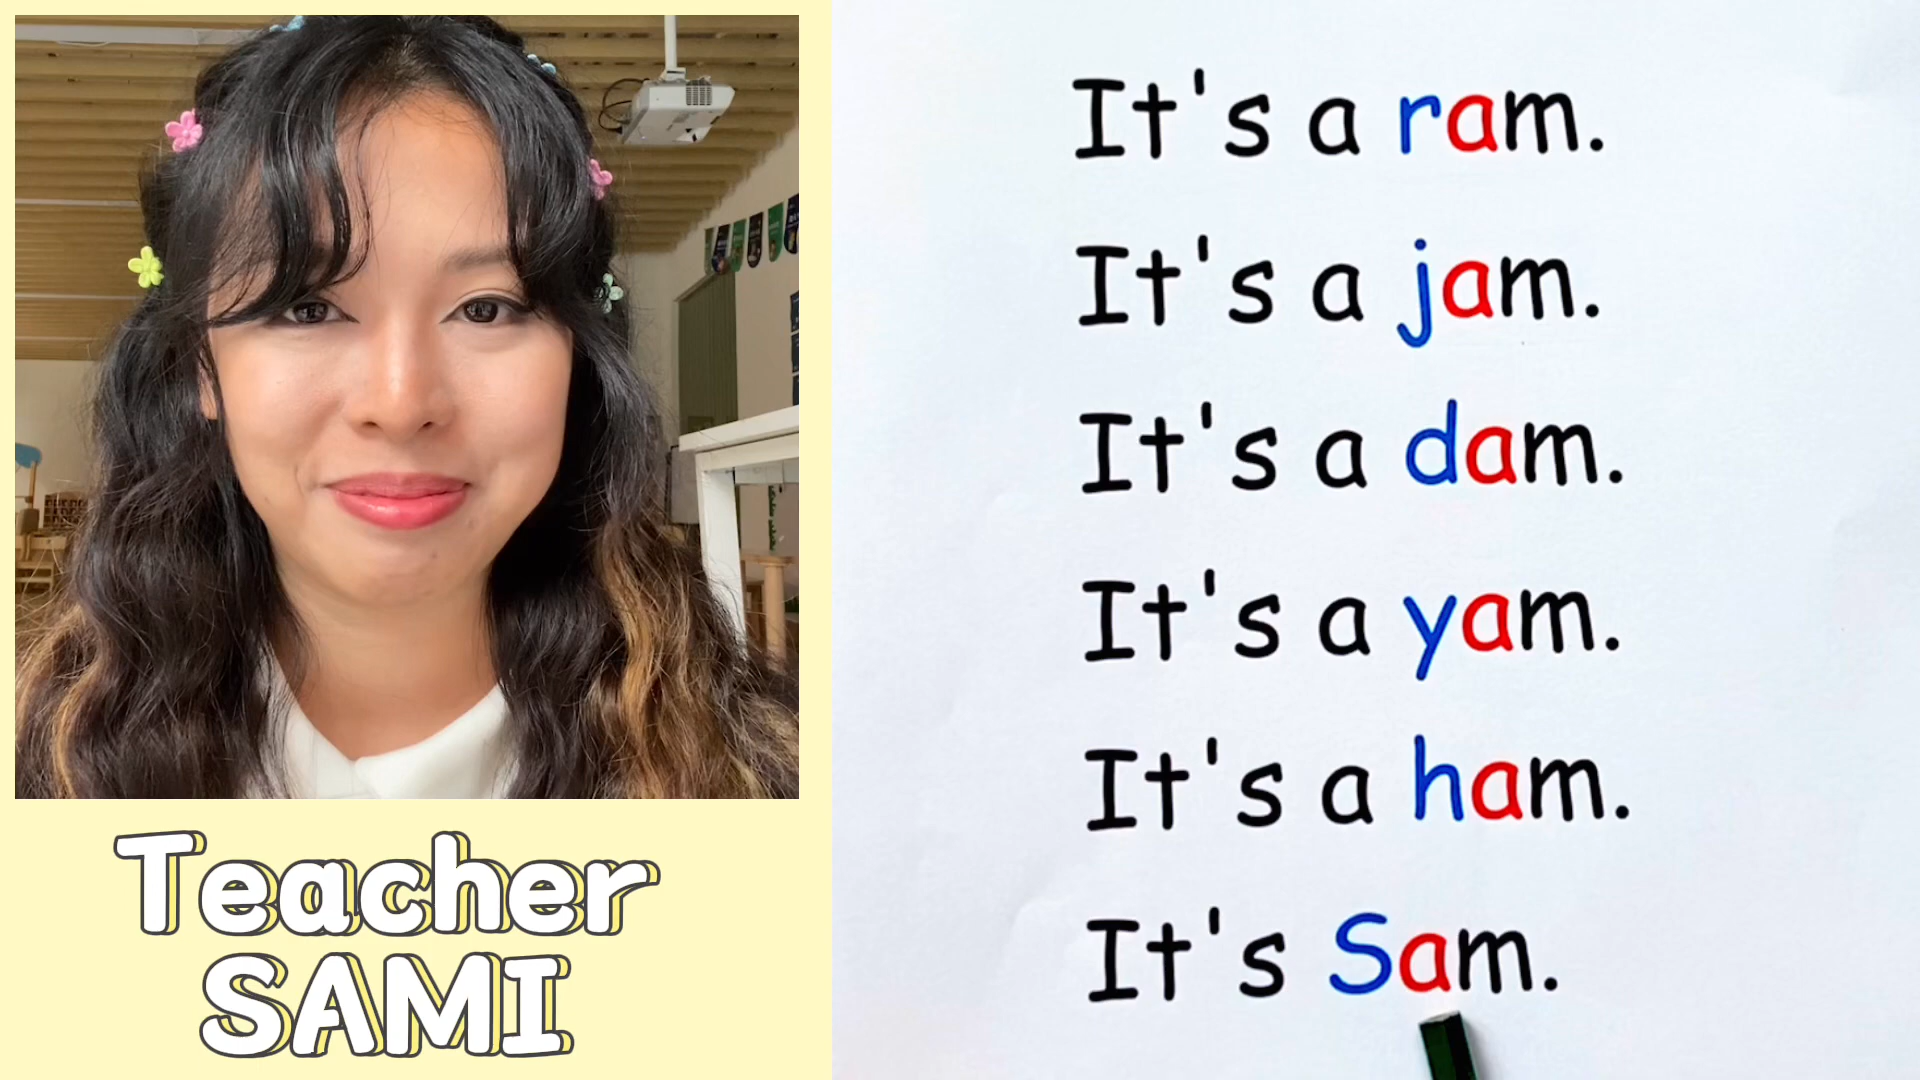 Teacher
SAMI
It's a ram.
It's a jam.
It's a dam.
It's a yam.
It's a ham.
It's Sam.